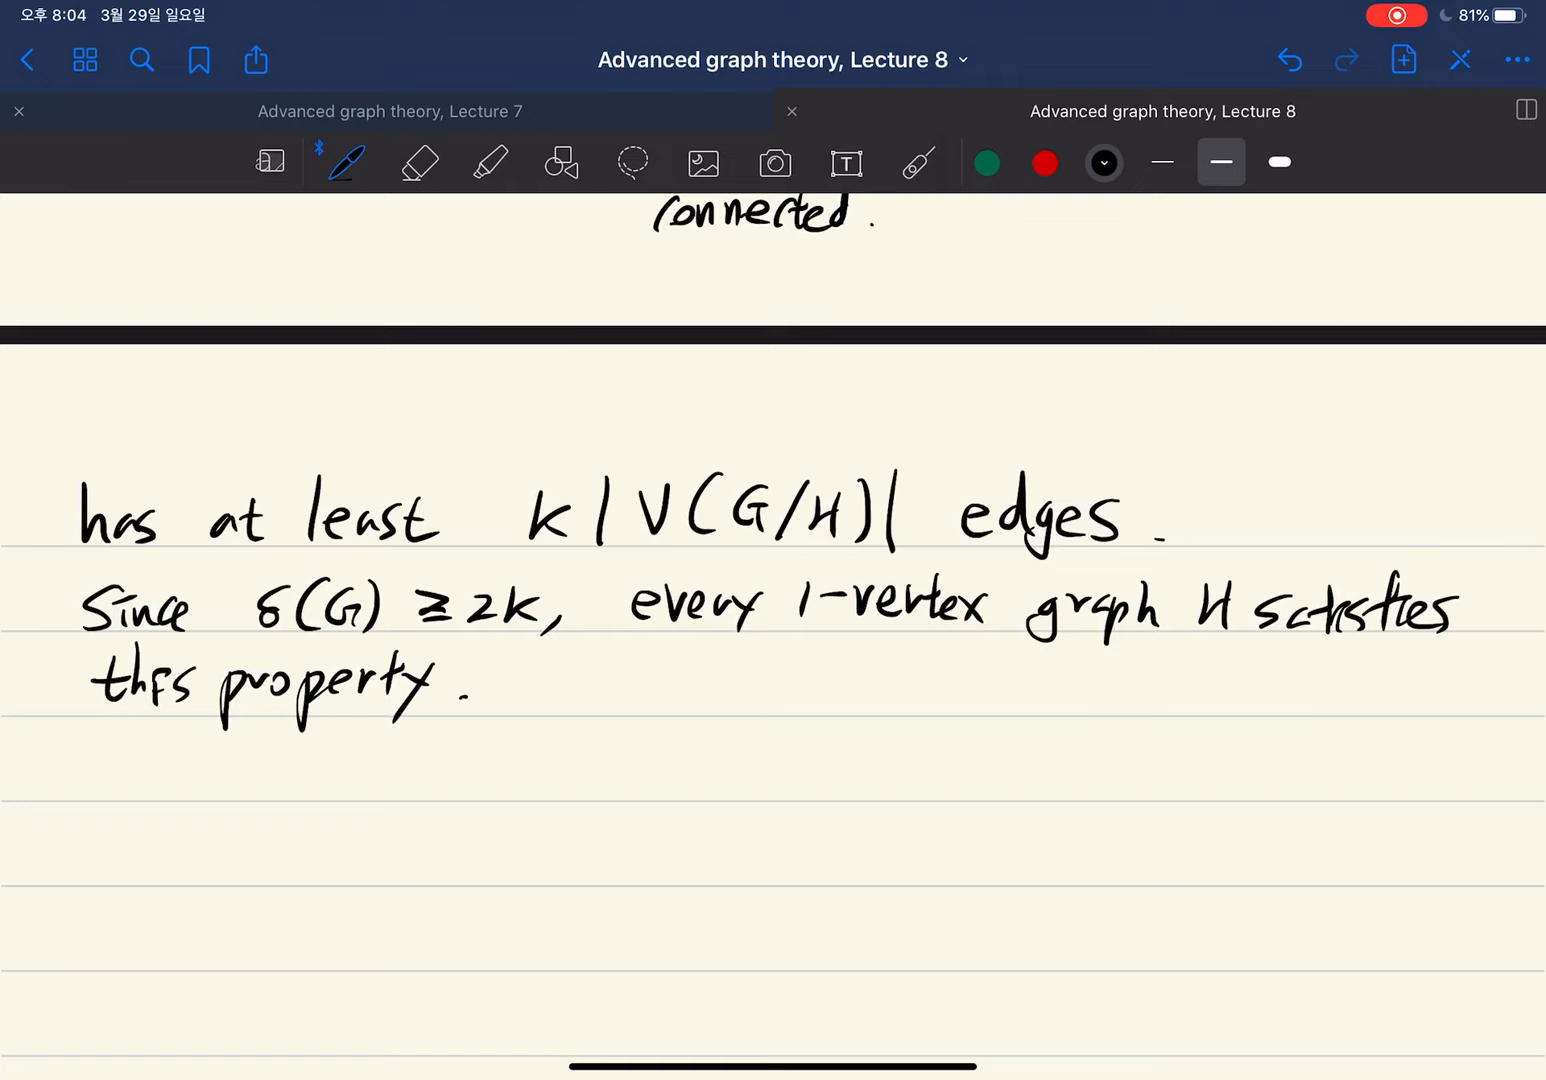 오후 8:04 3월 29일 일요일 81%
Advanced graph theory, Lecture 8
Advanced graph theory, Lecture 7 Advanced graph theory, Lecture 8
connected.
has at least k |V(G/H)| edges.
Since δ(G) ≥ 2k, every 1-vertex graph H satisfies
this property.